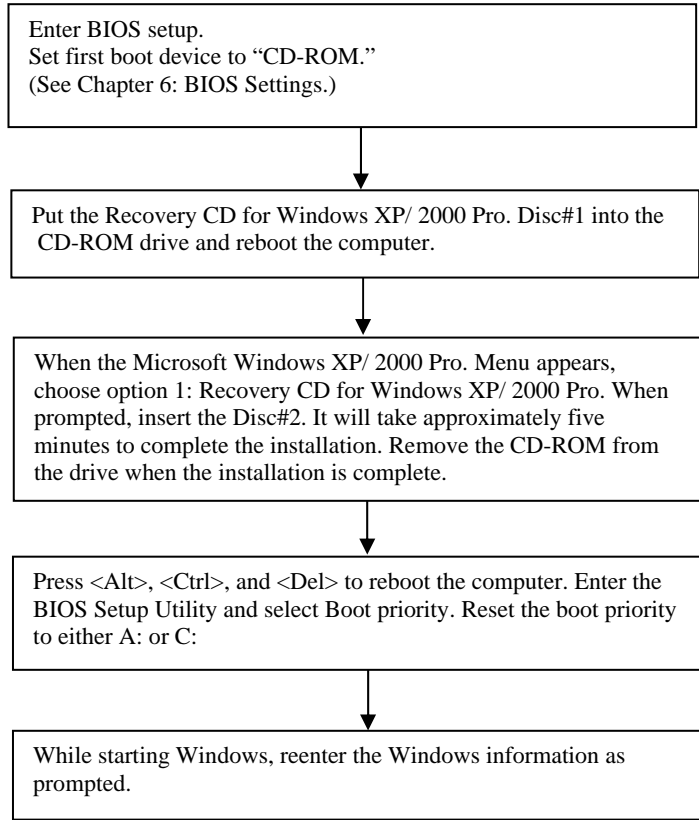 Enter BIOS setup.
Set first boot device to “CD-ROM.”
(See Chapter 6: BIOS Settings.)
Put the Recovery CD for Windows XP/ 2000 Pro. Disc#1 into the
CD-ROM drive and reboot the computer.
When the Microsoft Windows XP/ 2000 Pro. Menu appears,
choose option 1: Recovery CD for Windows XP/ 2000 Pro. When
prompted, insert the Disc#2. It will take approximately five
minutes to complete the installation. Remove the CD-ROM from
the drive when the installation is complete.
Press <Alt>, <Ctrl>, and <Del> to reboot the computer. Enter the
BIOS Setup Utility and select Boot priority. Reset the boot priority
to either A: or C:
While starting Windows, reenter the Windows information as
prompted.